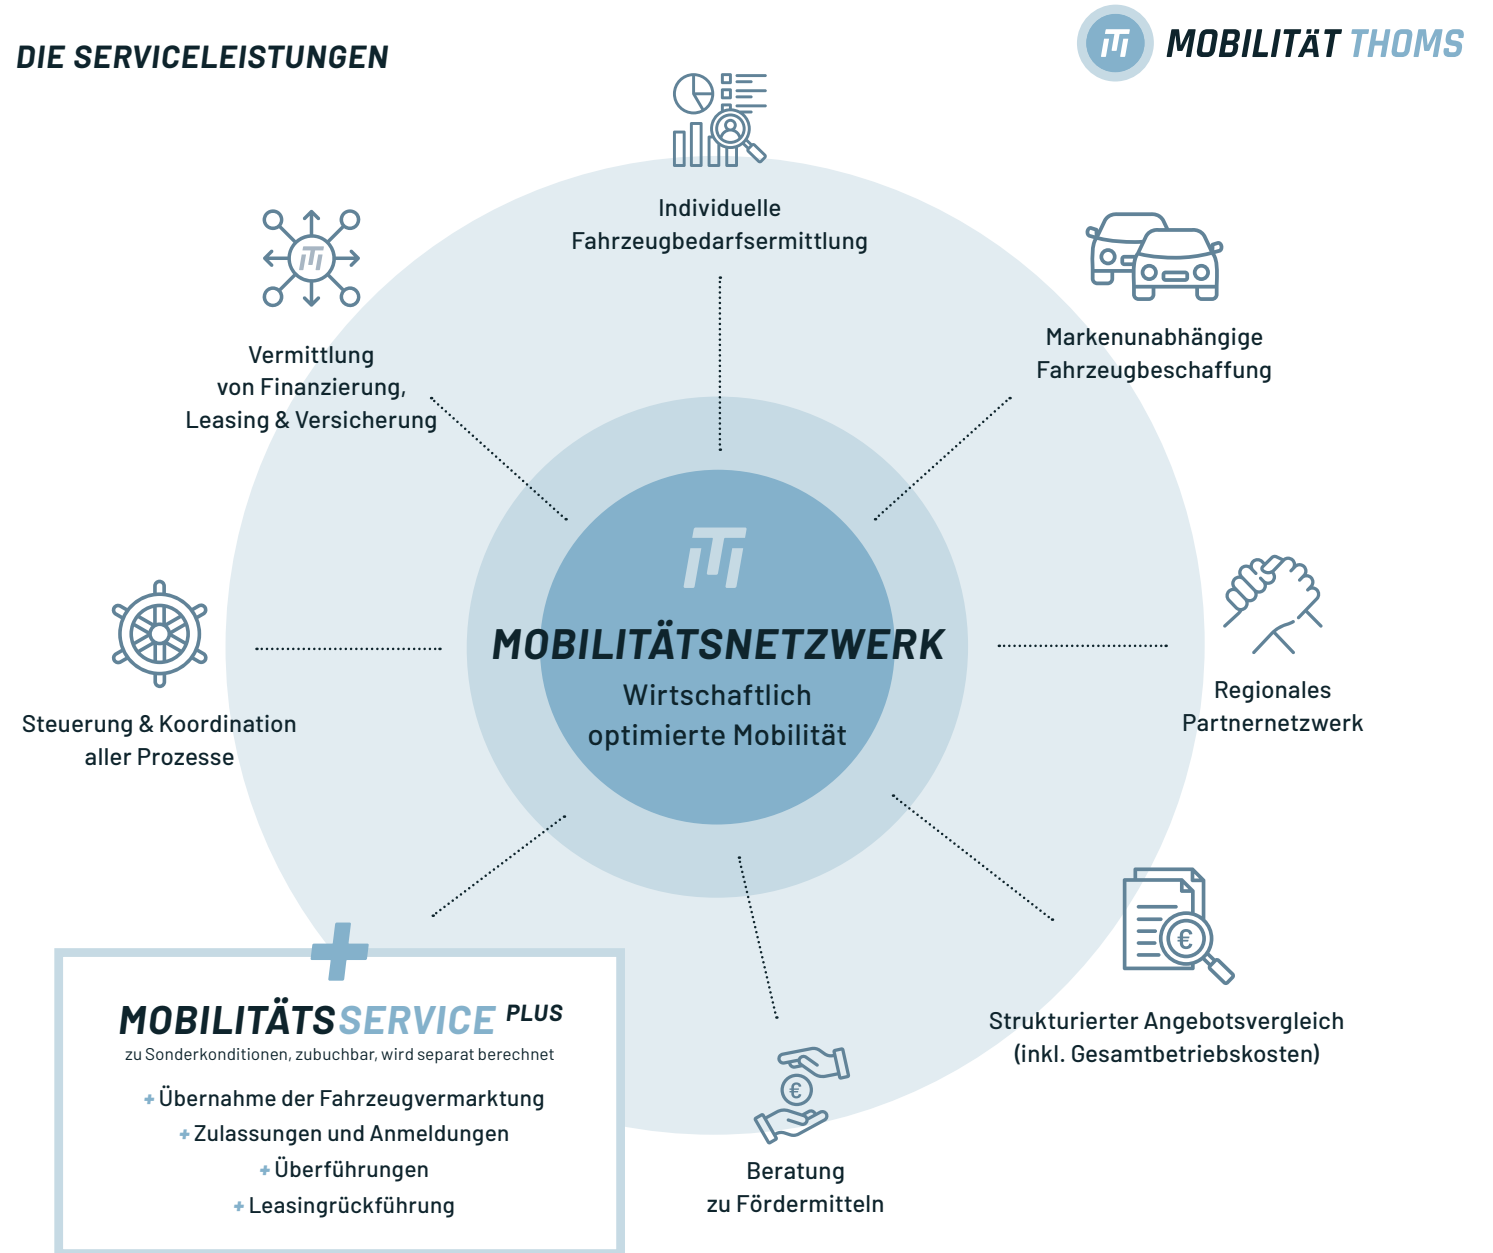 DIE SERVICELEISTUNGEN
MOBILITÄT THOMS
Individuelle
Fahrzeugbedarfsermittlung
Markenunabhängige
Fahrzeugbeschaffung
Vermittlung
von Finanzierung,
Leasing & Versicherung
MOBILITÄTSNETZWERK
Wirtschaftlich
optimierte Mobilität
Regionales
Partnernetzwerk
Steuerung & Koordination
aller Prozesse
Strukturierter Angebotsvergleich
(inkl. Gesamtbetriebskosten)
Beratung
zu Fördermitteln
MOBILITÄTSSERVICE PLUS
zu Sonderkonditionen, zubuchbar, wird separat berechnet
+ Übernahme der Fahrzeugvermarktung
+ Zulassungen und Anmeldungen
+ Überführungen
+ Leasingrückführung